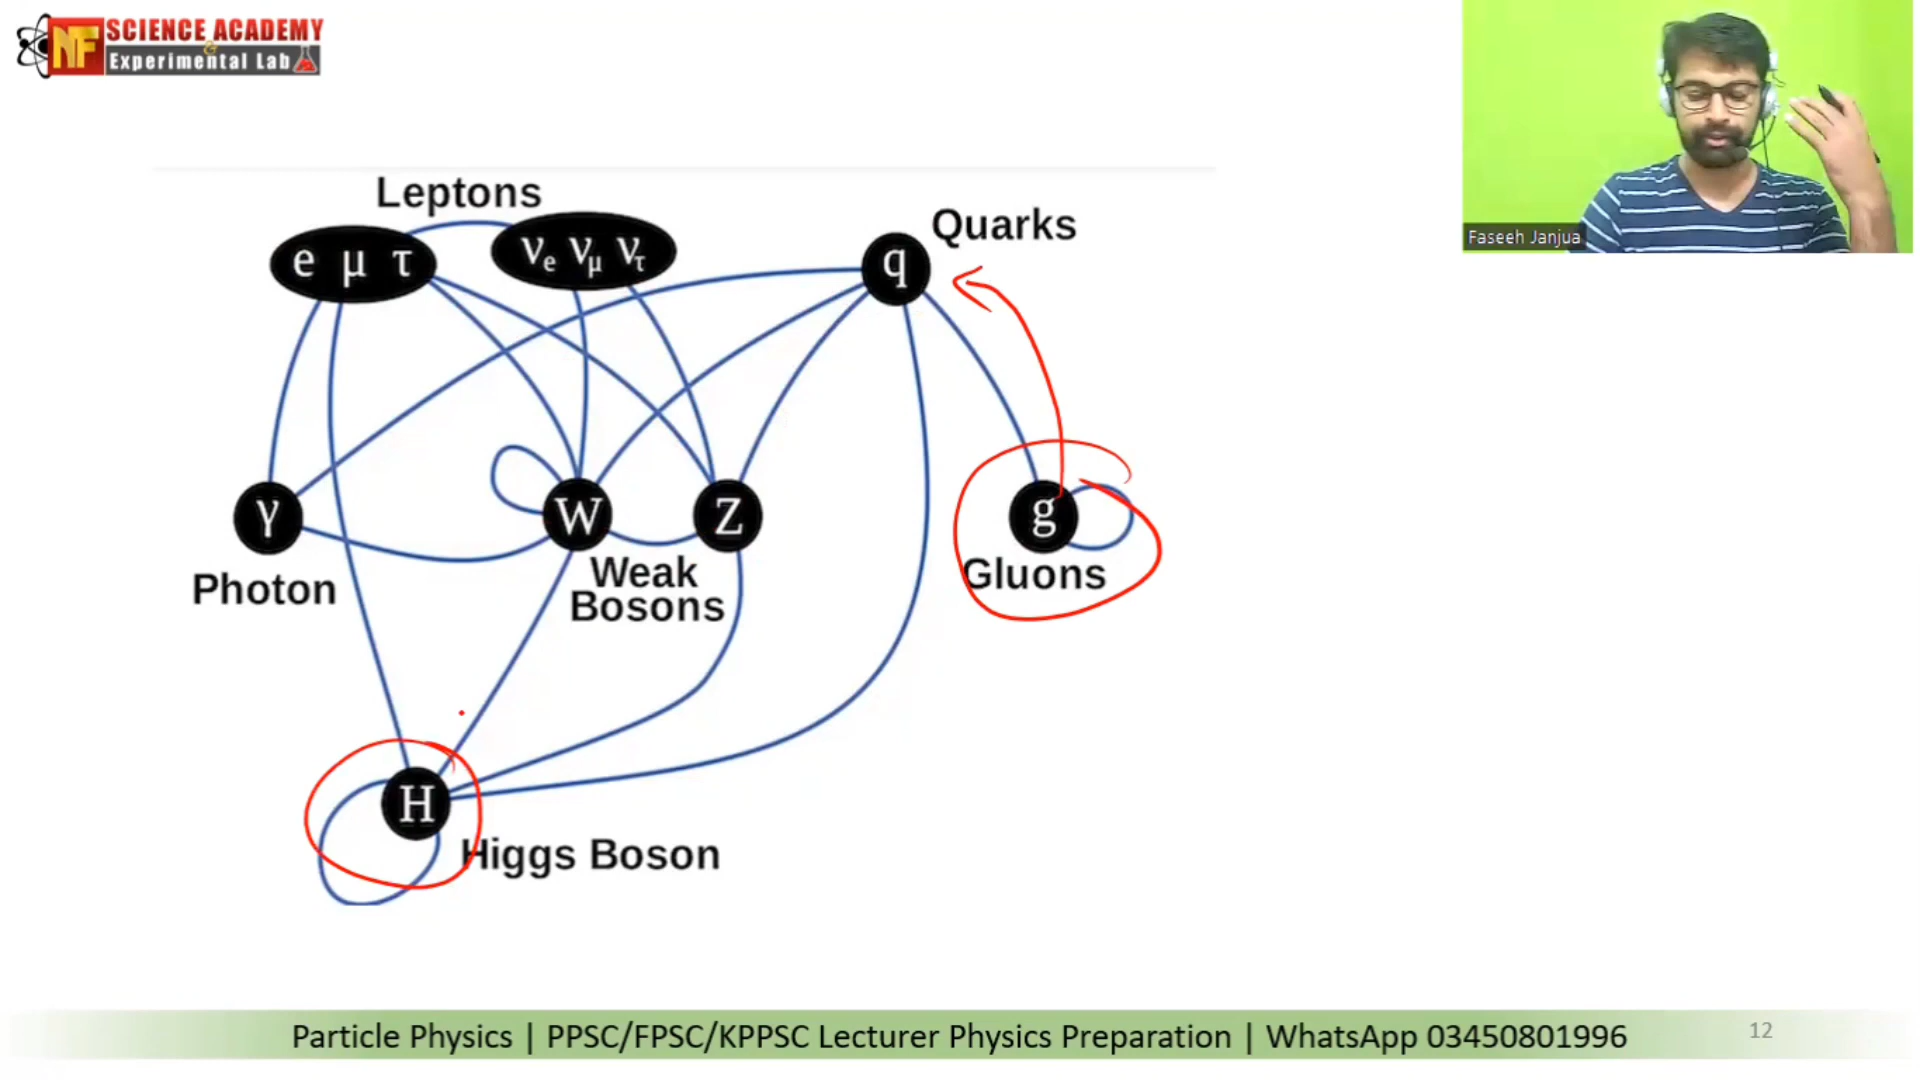 NF SCIENCE ACADEMY
&
Experimental Lab
Faseeh Janjua
Leptons
Quarks
e μ τ
νe νμ ντ
q
γ
W
Z
g
Photon
Weak
Bosons
Gluons
H
Higgs Boson
Particle Physics | PPSC/FPSC/KPPSC Lecturer Physics Preparation | WhatsApp 03450801996
12